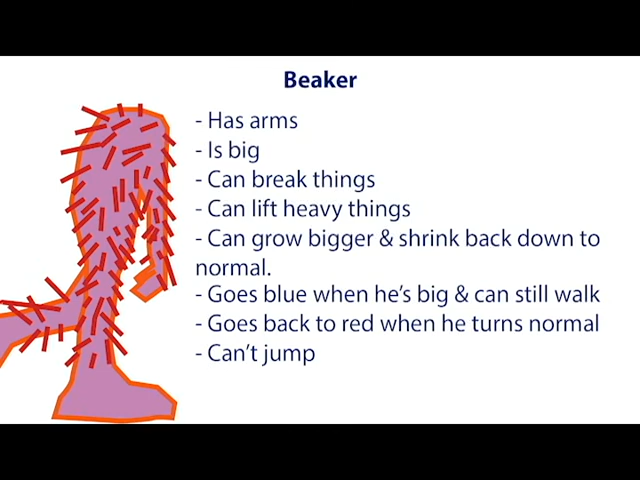 Beaker
- Has arms
- Is big
- Can break things
- Can lift heavy things
- Can grow bigger & shrink back down to
normal.
- Goes blue when he's big & can still walk
- Goes back to red when he turns normal
- Can't jump